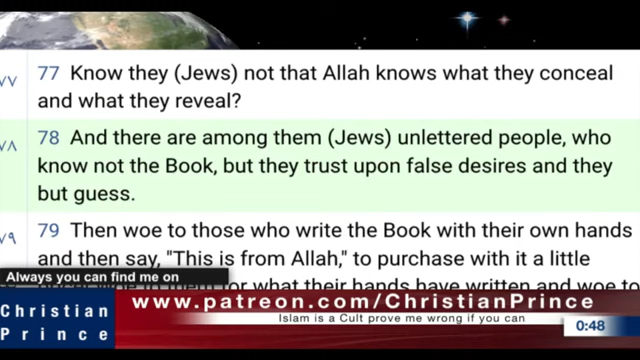 ٧٧
77 Know they (Jews) not that Allah knows what they conceal
and what they reveal?
٧٨
78 And there are among them (Jews) unlettered people, who
know not the Book, but they trust upon false desires and they
but guess.
٧٩
79 Then woe to those who write the Book with their own hands
and then say, "This is from Allah," to purchase with it a little
Always you can find me on
for what their hands have written and woe to
Christian
Prince
www.patreon.com/ChristianPrince
Islam is a Cult prove me wrong if you can
0:48